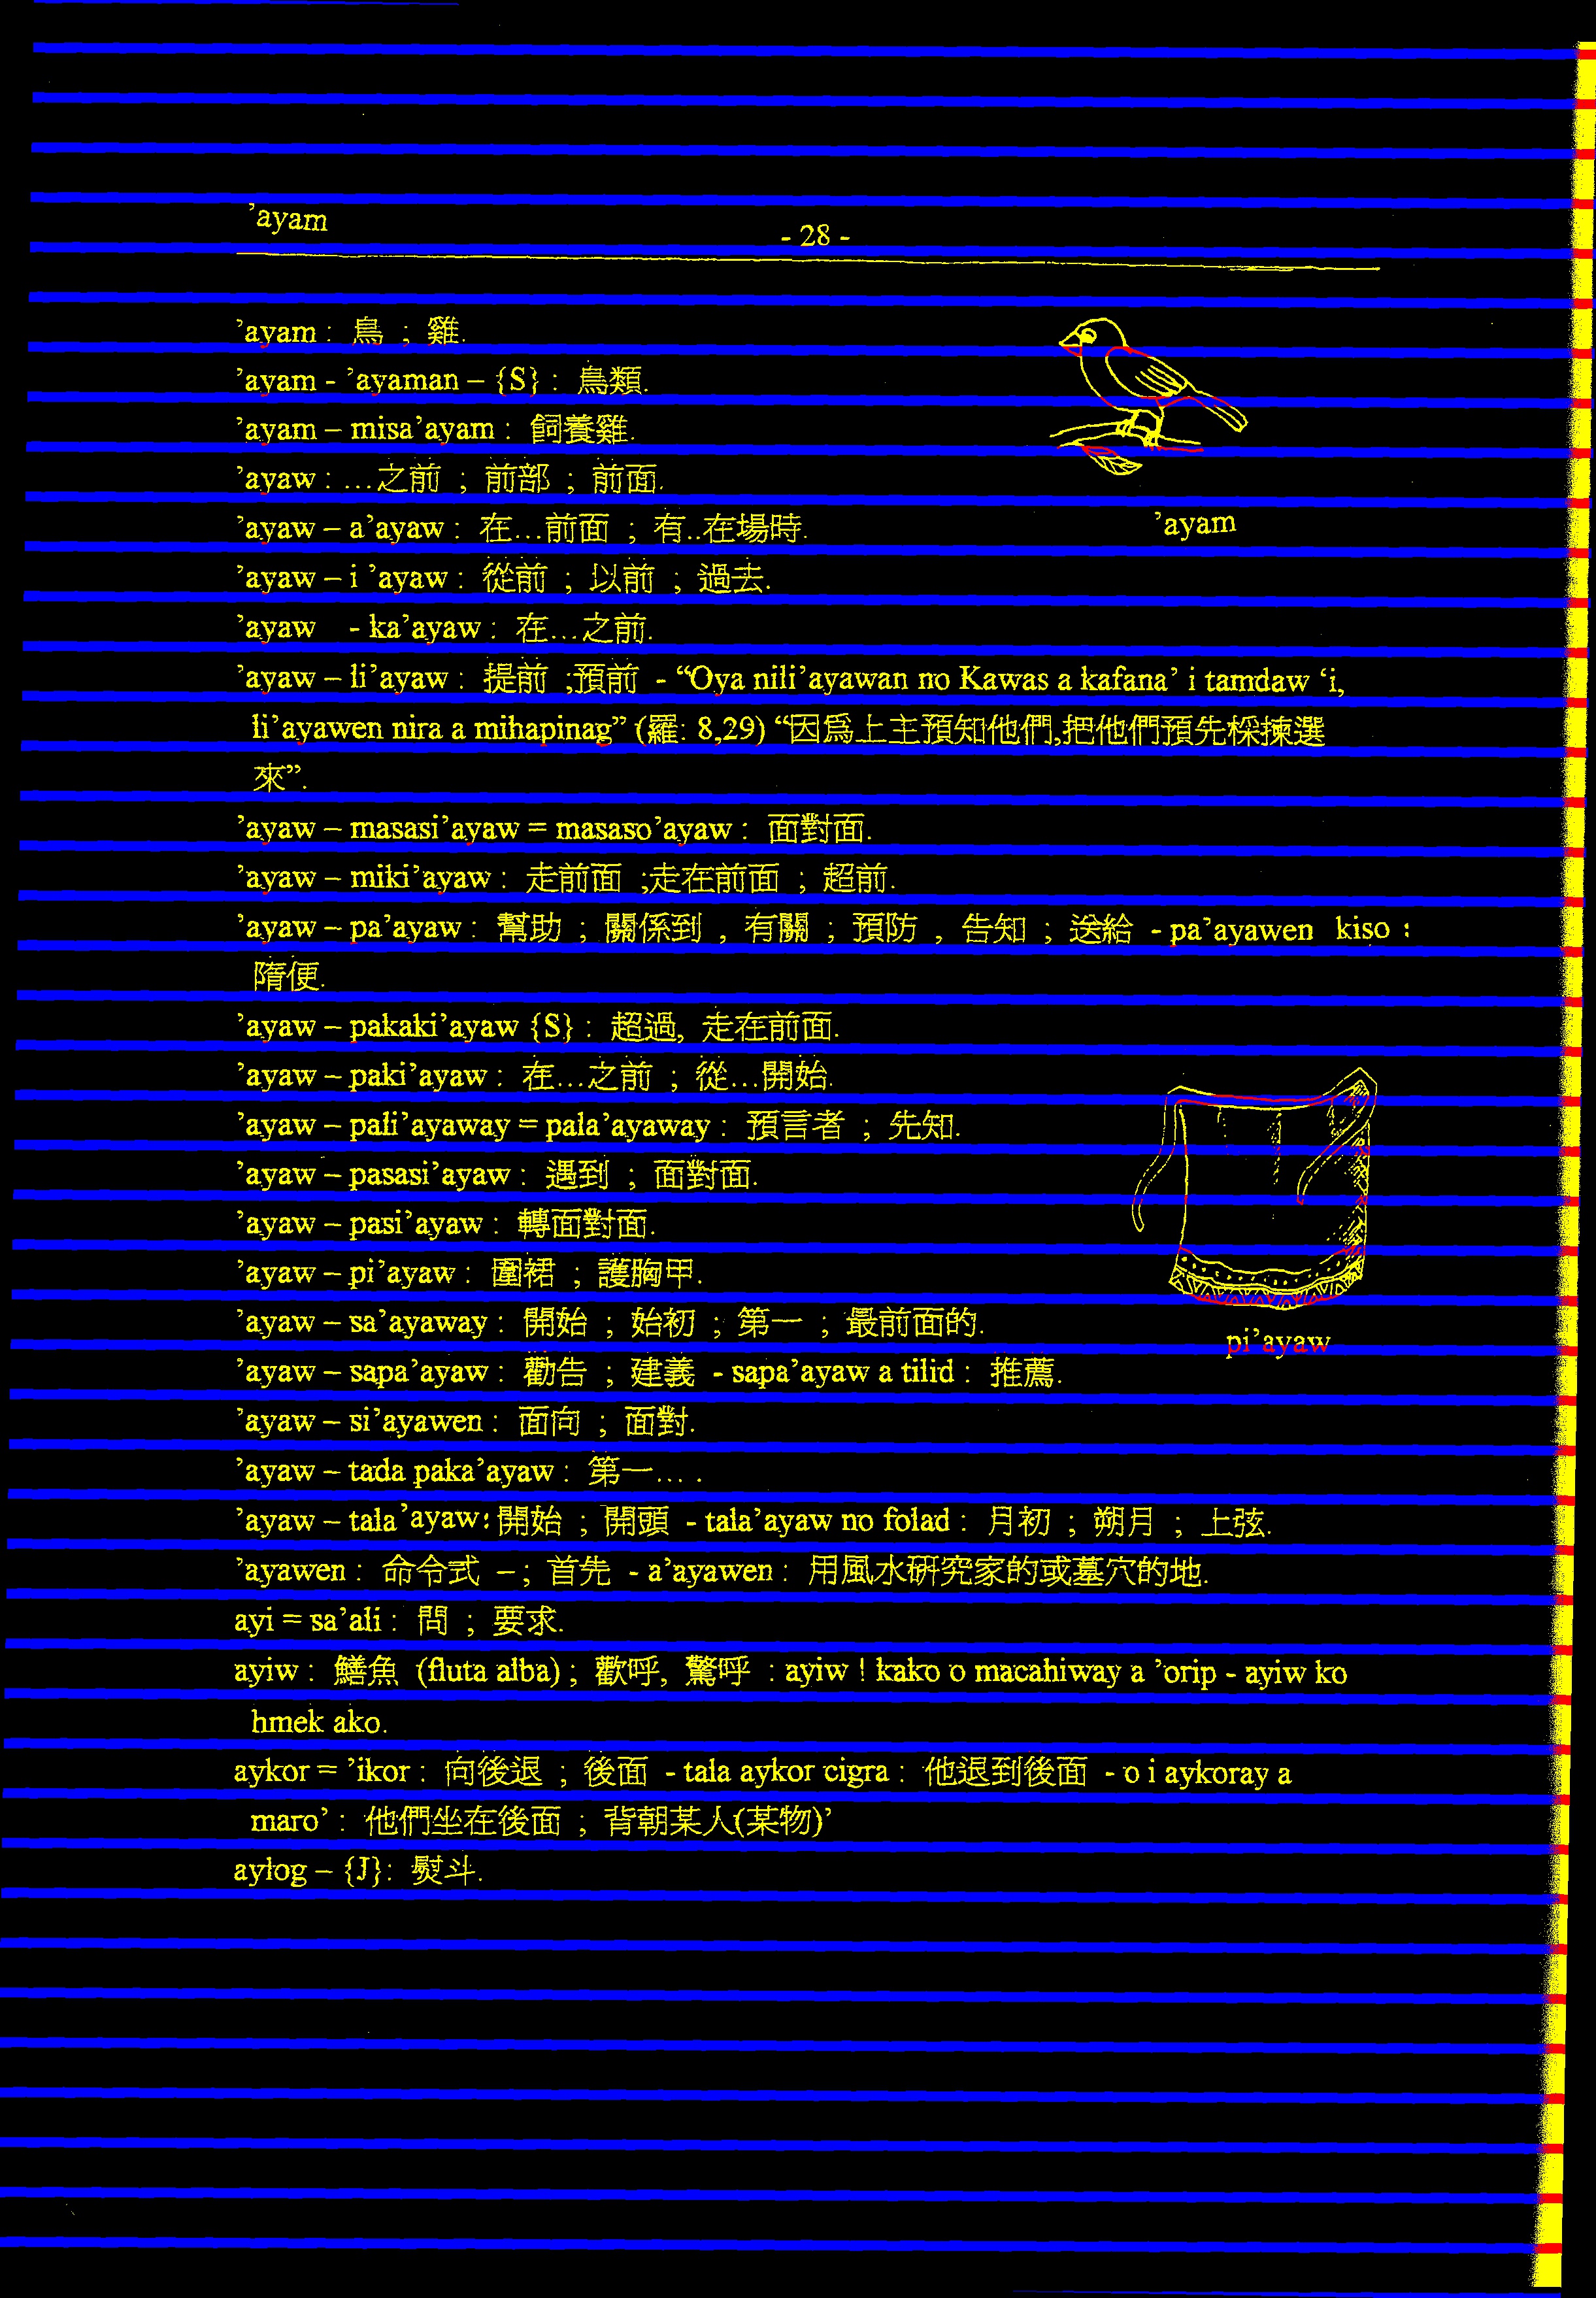 ’ayam
- 28 -
’ayam : 鳥 ; 雞.
’ayam - ’ayaman – {S} : 鳥類.
’ayam – misa’ayam : 飼養雞.
’ayaw : …之前 ; 前部 ; 前面.
’ayaw – a’ayaw : 在…前面 ; 有..在場時.
’ayam
’ayaw – i ’ayaw : 從前 ; 以前 ; 過去.
’ayaw - ka’ayaw : 在…之前.
’ayaw – li’ayaw : 提前 ;預前 - “Oya nili’ayawan no Kawas a kafana’ i tamdaw ‘i,
li’ayawen nira a mihapinag” (羅: 8,29) “因爲上主預知他們,把他們預先檡揀選
來”.
’ayaw – masasi’ayaw = masaso’ayaw : 面對面.
’ayaw – miki’ayaw : 走前面 ;走在前面 ; 超前.
’ayaw – pa’ayaw : 幫助 ; 關係到 , 有關 ; 預防 , 告知 ; 送給 - pa’ayawen kiso :
隋便.
’ayaw – pakaki’ayaw {S} : 超過, 走在前面.
’ayaw – paki’ayaw : 在…之前 ; 從…開始.
’ayaw – pali’ayaway = pala’ayaway : 預言者 ; 先知.
’ayaw – pasasi’ayaw : 遇到 ; 面對面.
’ayaw – pasi’ayaw : 轉面對面.
’ayaw – pi’ayaw : 圍裙 ; 護胸甲.
’ayaw – sa’ayaway : 開始 ; 始初 ; 第一 ; 最前面的.
pi’ayaw
’ayaw – sapa’ayaw : 勸告 ; 建義 - sapa’ayaw a tilid : 推薦.
’ayaw – si’ayawen : 面向 ; 面對.
’ayaw – tada paka’ayaw : 第一… .
’ayaw – tala’ayaw: 開始 ; 開頭 - tala’ayaw no folad : 月初 ; 朔月 ; 上弦.
’ayawen : 命令式 –; 首先 - a’ayawen : 用風水研究家的或墓穴的地.
ayi = sa’ali : 問 ; 要求.
ayiw : 鱔魚 (fluta alba) ; 歡呼, 驚呼 : ayiw ! kako o macahiway a ’orip - ayiw ko
hmek ako.
aykor = ’ikor : 向後退 ; 後面 - tala aykor cigra : 他退到後面 - o i aykoray a
maro’ : 他們坐在後面 ; 背朝某人(某物)’
aylog – {J}: 熨斗.